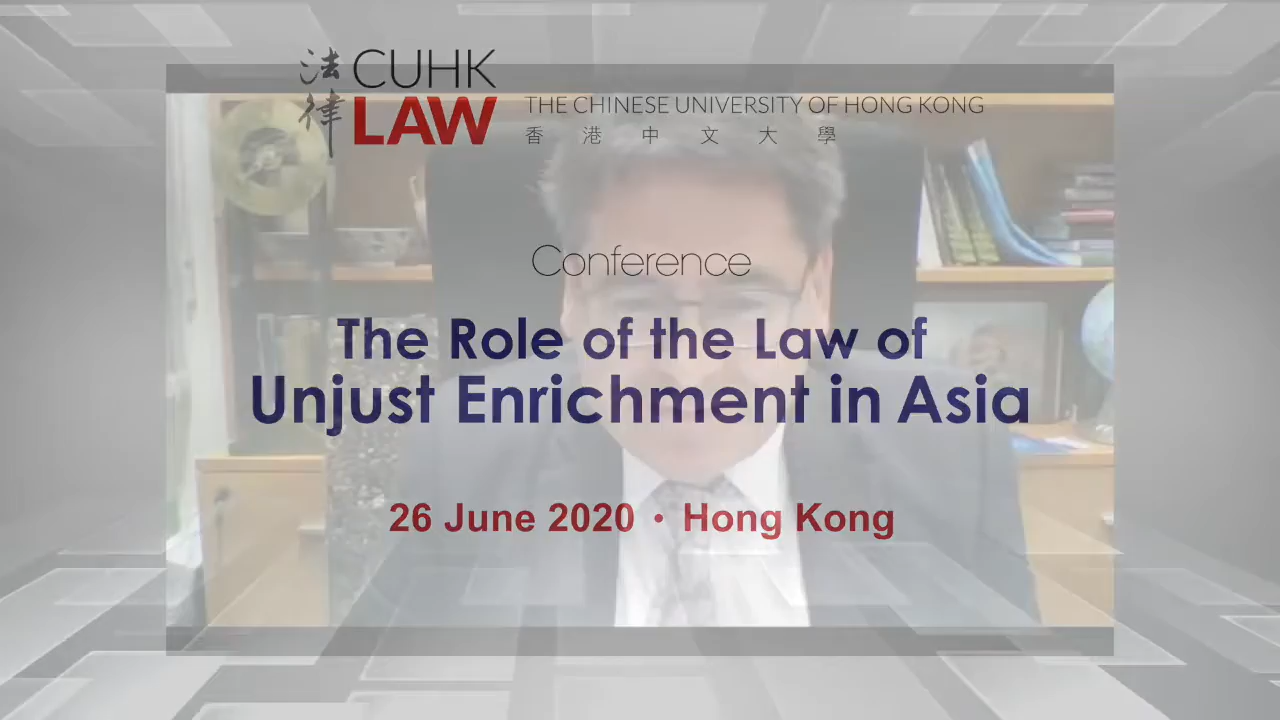 法律
CUHK
LAW
THE CHINESE UNIVERSITY OF HONG KONG
香港中文大學
Conference
The Role of the Law of
Unjust Enrichment in Asia
26 June 2020 • Hong Kong